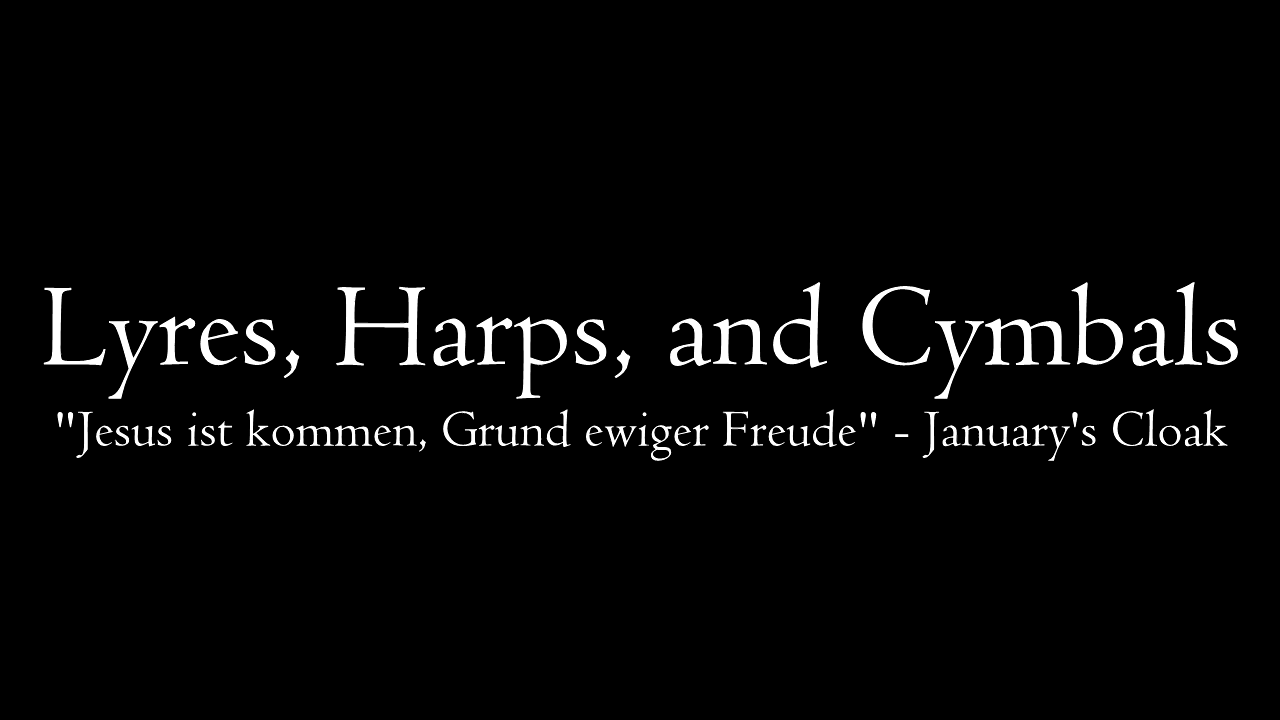 Lyres, Harps, and Cymbals
"Jesus ist kommen, Grund ewiger Freude" - January's Cloak